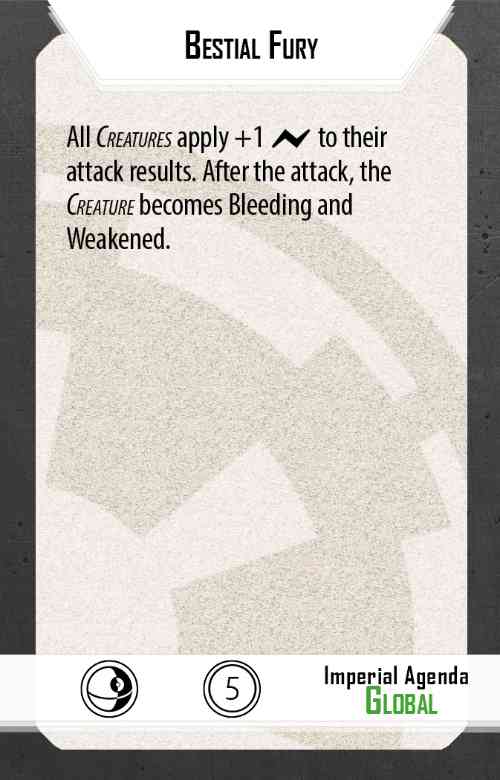 Bestial Fury
All Creatures apply +1 to their
attack results. After the attack, the
Creature becomes Bleeding and
Weakened.
5
Imperial Agenda
Global